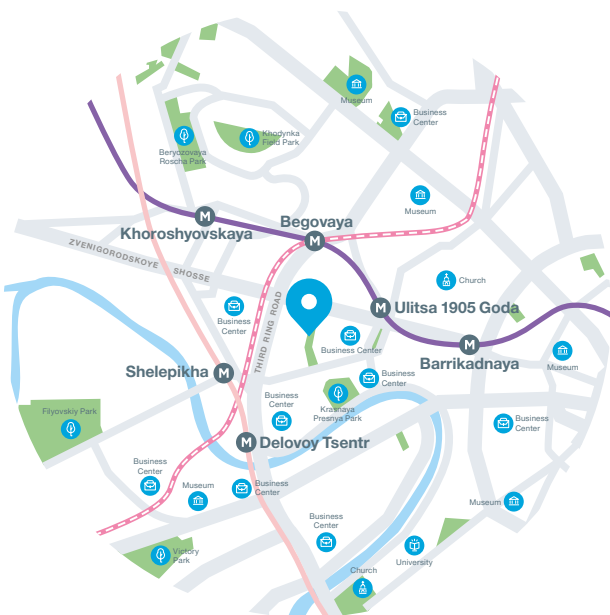 Museum
Business
Center
Beryozovaya
Roscha Park
Khodynka
Field Park
Museum
M
Khoroshyovskaya
Begovaya
M
ZVENIGORODSKOYE SHOSSE
Church
THIRD RING ROAD
Business
Center
M
Ulitsa 1905 Goda
Business Center
M
Barrikadnaya
Museum
Shelepikha
M
Business
Center
Krasnaya
Presnya Park
Business
Center
Filyovskiy Park
Business
Center
M
Delovoy Tsentr
Business
Center
Museum
Business
Center
Museum
Business
Center
Victory
Park
University
Church